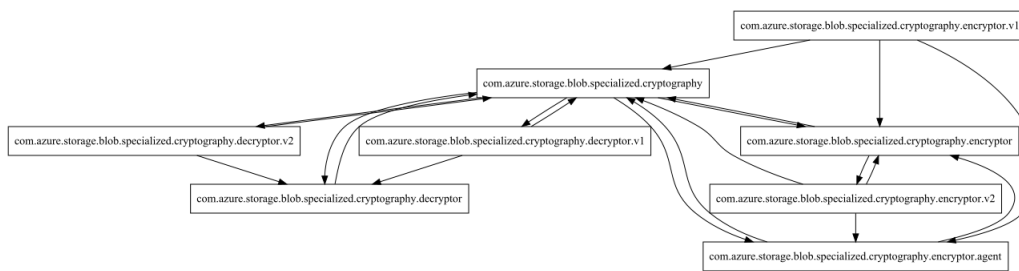 com.azure.storage.blob.specialized.cryptography.encryptor.v1
com.azure.storage.blob.specialized.cryptography
com.azure.storage.blob.specialized.cryptography.decryptor.v2
com.azure.storage.blob.specialized.cryptography.decryptor.v1
com.azure.storage.blob.specialized.cryptography.encryptor
com.azure.storage.blob.specialized.cryptography.decryptor
com.azure.storage.blob.specialized.cryptography.encryptor.v2
com.azure.storage.blob.specialized.cryptography.encryptor.agent